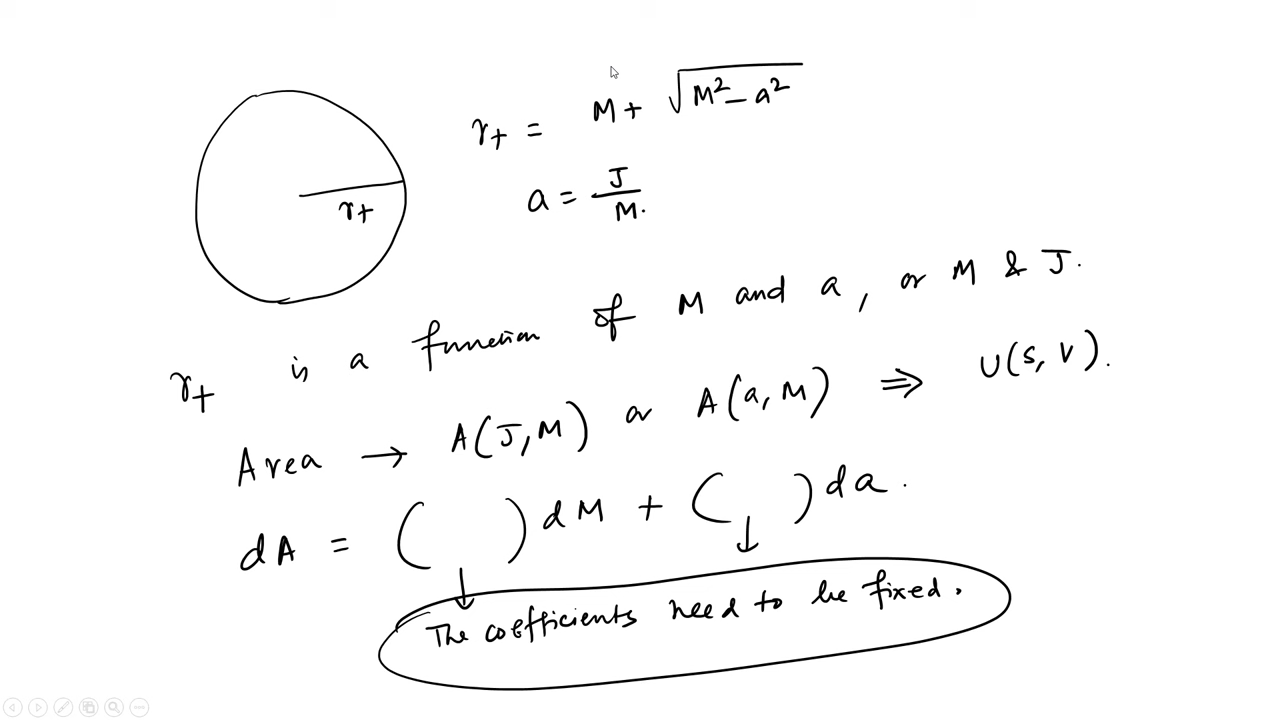 r₊ = M + √(M² − a²)
a = J/M.
r₊
r₊ is a function of M and a, or M & J.
Area → A(J, M) or A(a, M) ⇒ U(S, V).
dA = (   ) dM + (   ) da.
↓ ↓
The coefficients need to be fixed.